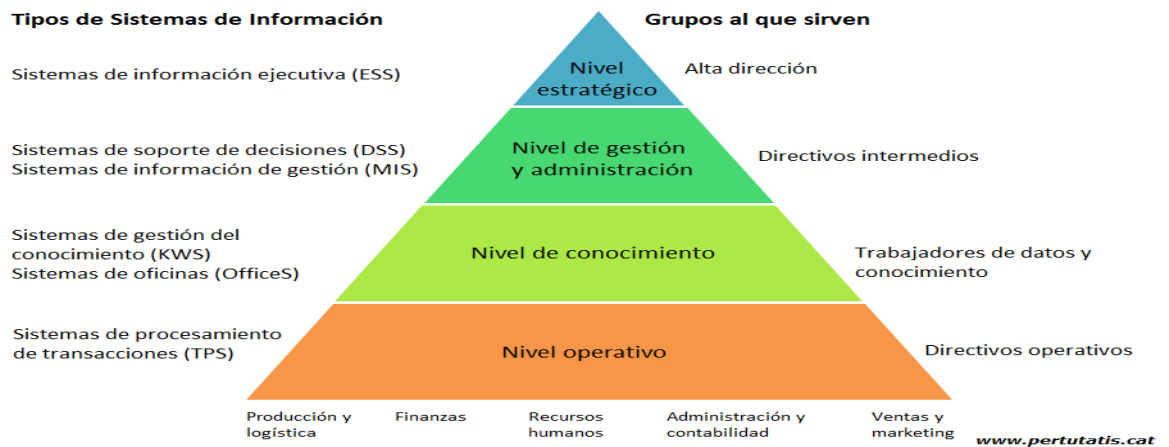 Tipos de Sistemas de Información
Grupos al que sirven
Sistemas de información ejecutiva (ESS)
Nivel
estratégico
Alta dirección
Sistemas de soporte de decisiones (DSS)
Sistemas de información de gestión (MIS)
Nivel de gestión
y administración
Directivos intermedios
Sistemas de gestión del
conocimiento (KWS)
Sistemas de oficinas (OfficeS)
Nivel de conocimiento
Trabajadores de datos y
conocimiento
Sistemas de procesamiento
de transacciones (TPS)
Nivel operativo
Directivos operativos
Producción y
logística
Finanzas
Recursos
humanos
Administración y
contabilidad
Ventas y
marketing
www.pertutatis.cat